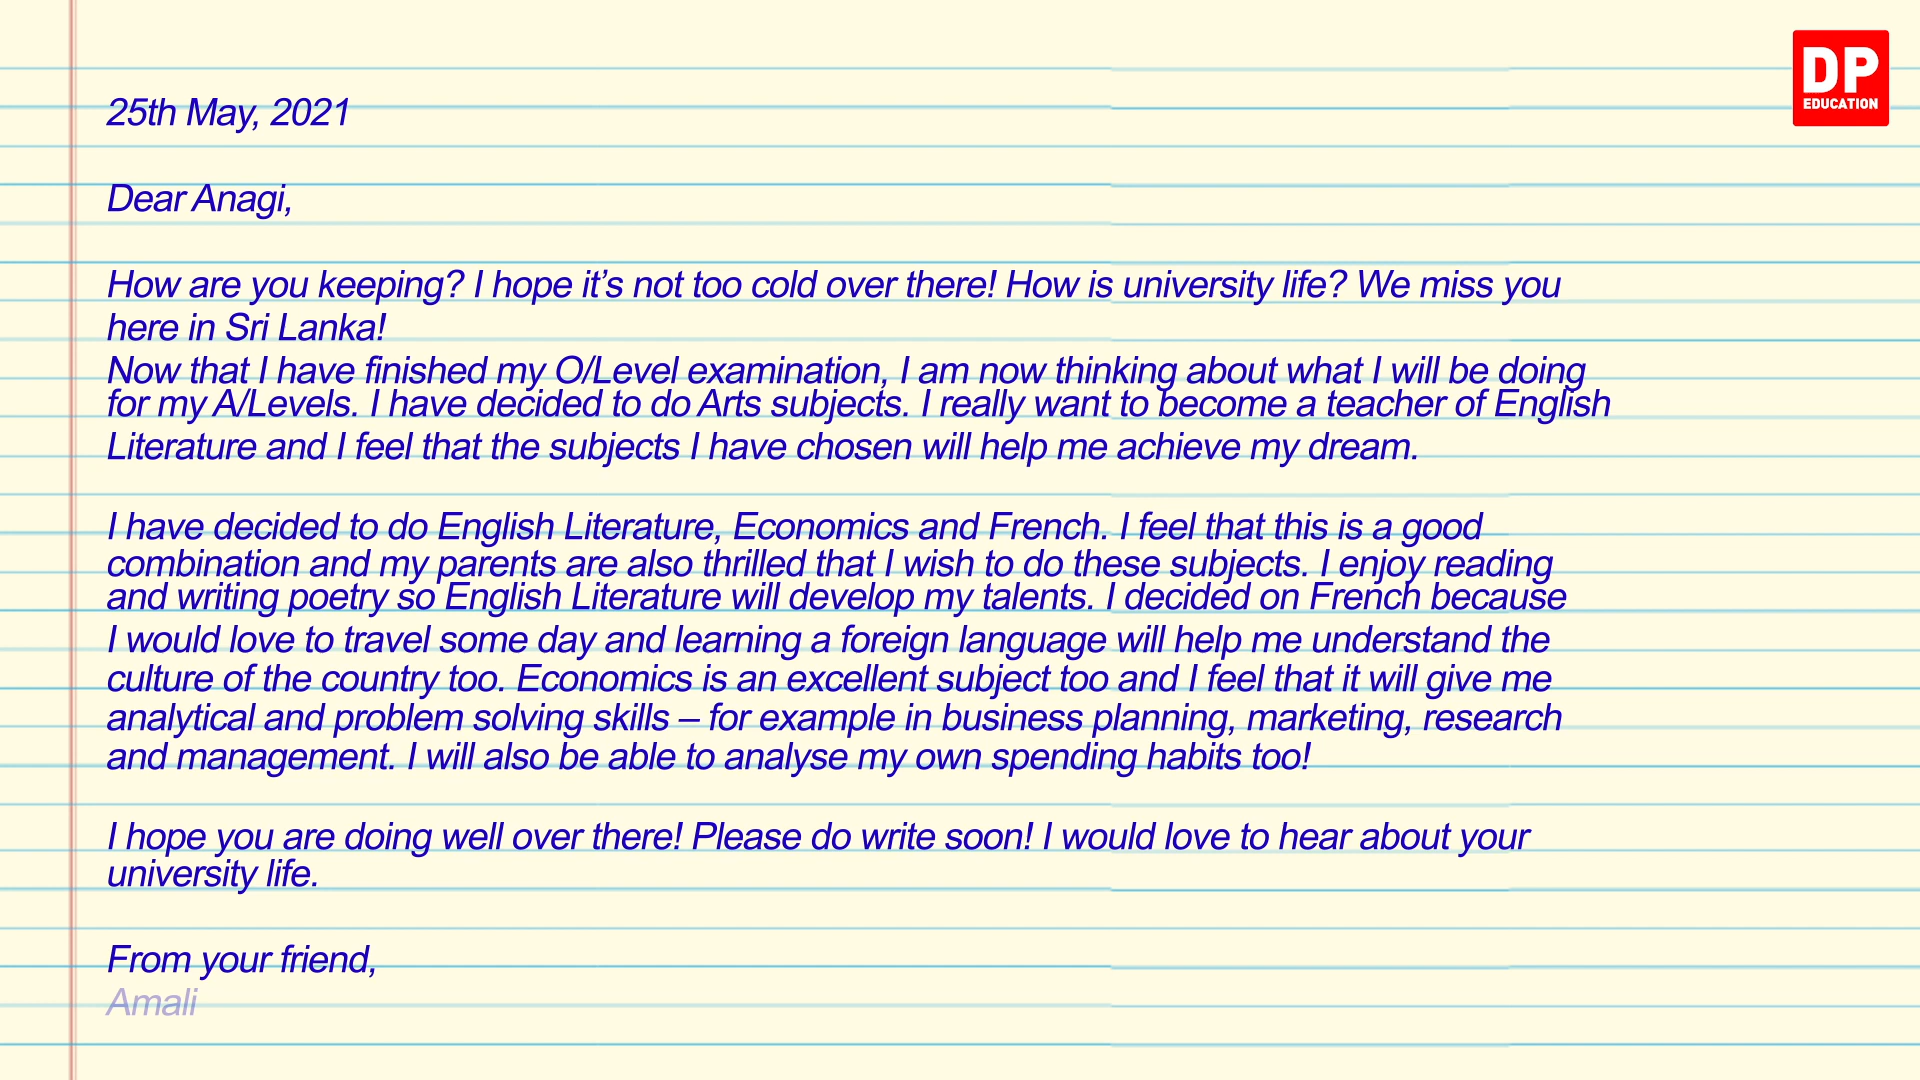 DP
EDUCATION
25th May, 2021
Dear Anagi,
How are you keeping? I hope it’s not too cold over there! How is university life? We miss you
here in Sri Lanka!
Now that I have finished my O/Level examination, I am now thinking about what I will be doing
for my A/Levels. I have decided to do Arts subjects. I really want to become a teacher of English
Literature and I feel that the subjects I have chosen will help me achieve my dream.
I have decided to do English Literature, Economics and French. I feel that this is a good
combination and my parents are also thrilled that I wish to do these subjects. I enjoy reading
and writing poetry so English Literature will develop my talents. I decided on French because
I would love to travel some day and learning a foreign language will help me understand the
culture of the country too. Economics is an excellent subject too and I feel that it will give me
analytical and problem solving skills – for example in business planning, marketing, research
and management. I will also be able to analyse my own spending habits too!
I hope you are doing well over there! Please do write soon! I would love to hear about your
university life.
From your friend,
Amali